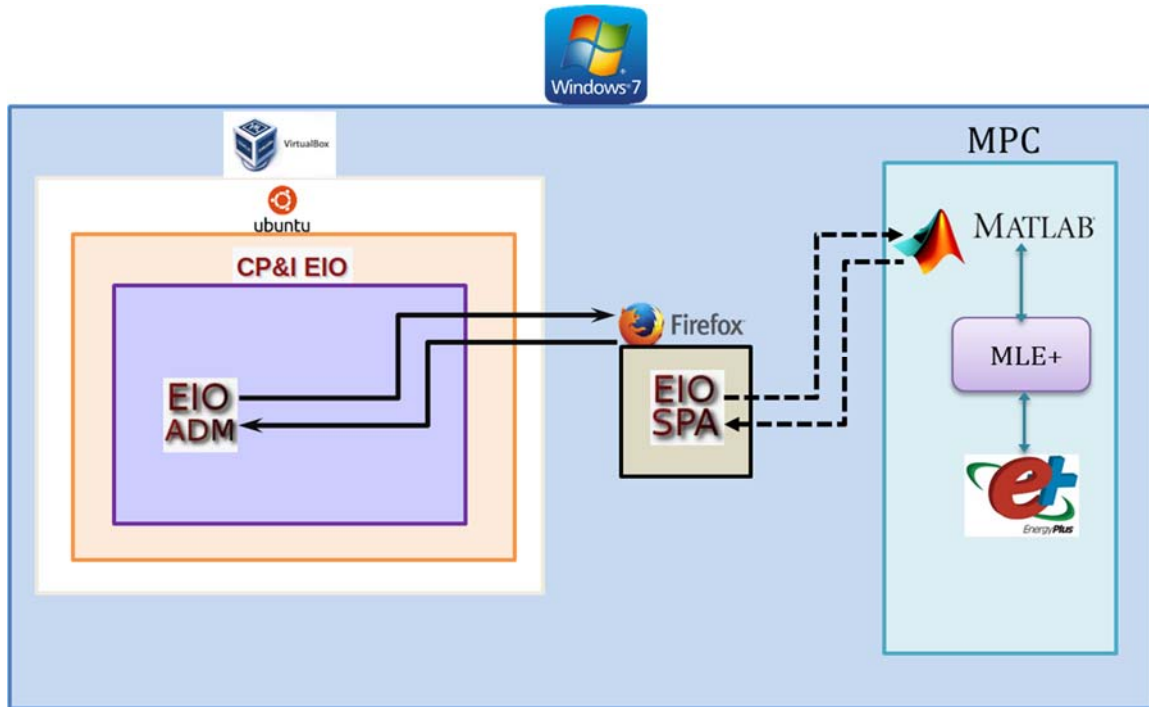 Windows 7
VirtualBox
ubuntu
CP&I EIO
EIO
ADM
Firefox
EIO
SPA
MPC
MATLAB
MLE+
e+
EnergyPlus